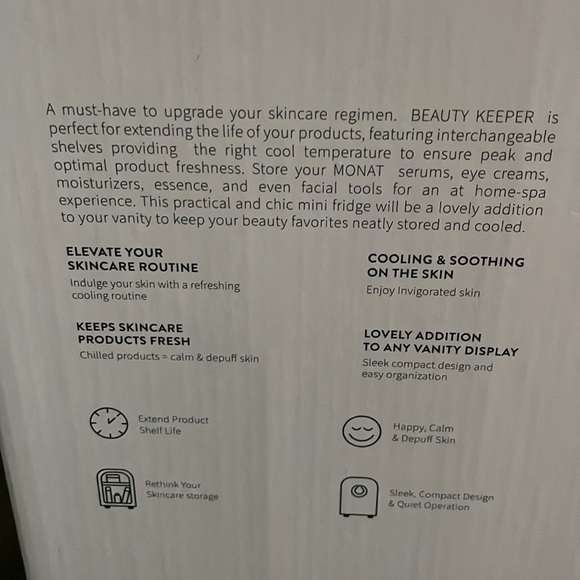 A must-have to upgrade your skincare regimen. BEAUTY KEEPER is
perfect for extending the life of your products, featuring interchangeable
shelves providing the right cool temperature to ensure peak and
optimal product freshness. Store your MONAT serums, eye creams,
moisturizers, essence, and even facial tools for an at home-spa
experience. This practical and chic mini fridge will be a lovely addition
to your vanity to keep your beauty favorites neatly stored and cooled.
ELEVATE YOUR
SKINCARE ROUTINE
Indulge your skin with a refreshing
cooling routine
COOLING & SOOTHING
ON THE SKIN
Enjoy Invigorated skin
KEEPS SKINCARE
PRODUCTS FRESH
Chilled products = calm & depuff skin
LOVELY ADDITION
TO ANY VANITY DISPLAY
Sleek compact design and
easy organization
Extend Product
Shelf Life
Happy, Calm
& Depuff Skin
Rethink Your
Skincare storage
Sleek, Compact Design
& Quiet Operation